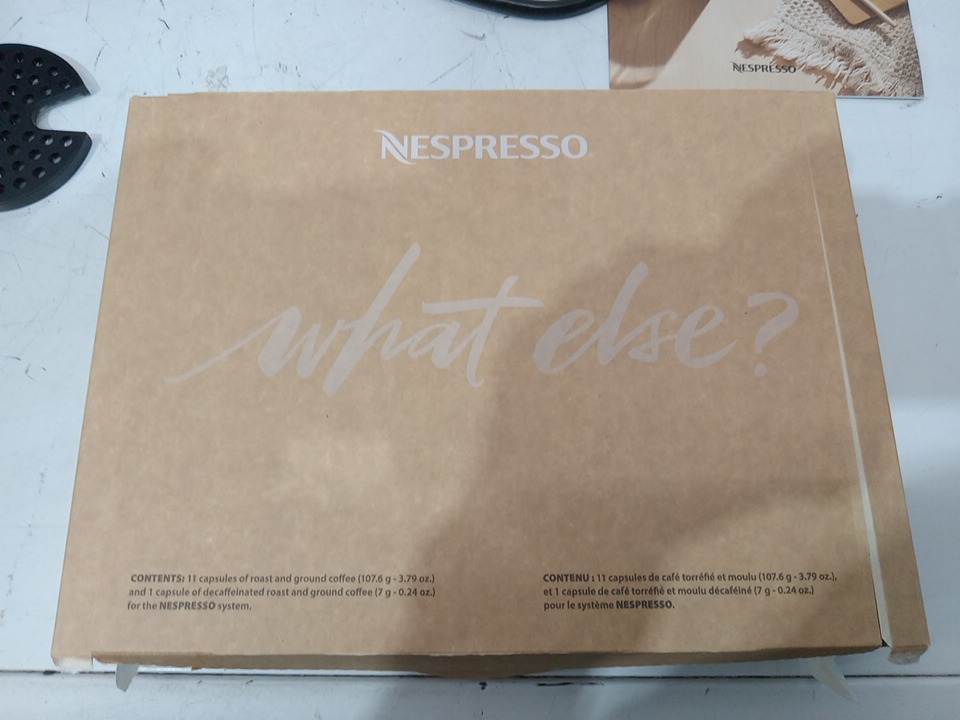 NESPRESSO
NESPRESSO
what else?
CONTENTS: 11 capsules of roast and ground coffee (107.6 g - 3.79 oz.)
and 1 capsule of decaffeinated roast and ground coffee (7 g - 0.24 oz.)
for the NESPRESSO system.
CONTENU : 11 capsules de café torréfié et moulu (107.6 g - 3.79 oz.),
et 1 capsule de café torréfié et moulu décaféiné (7 g - 0.24 oz.)
pour le système NESPRESSO.